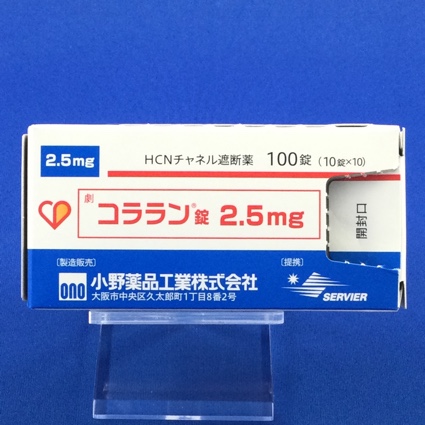 2.5mg
HCNチャネル遮断薬 100錠 (10錠×10)
劇
コララン®錠 2.5mg
開封口
〔製造販売〕
ono 小野薬品工業株式会社
大阪市中央区久太郎町1丁目8番2号
〔提携〕
SERVIER